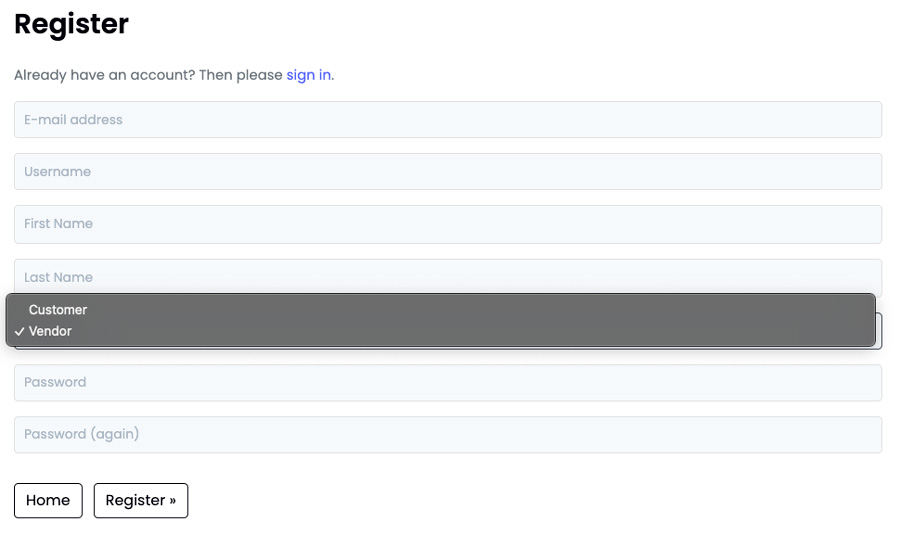 Register
Already have an account? Then please sign in.
E-mail address
Username
First Name
Last Name
Customer
✓ Vendor
Password
Password (again)
Home
Register »